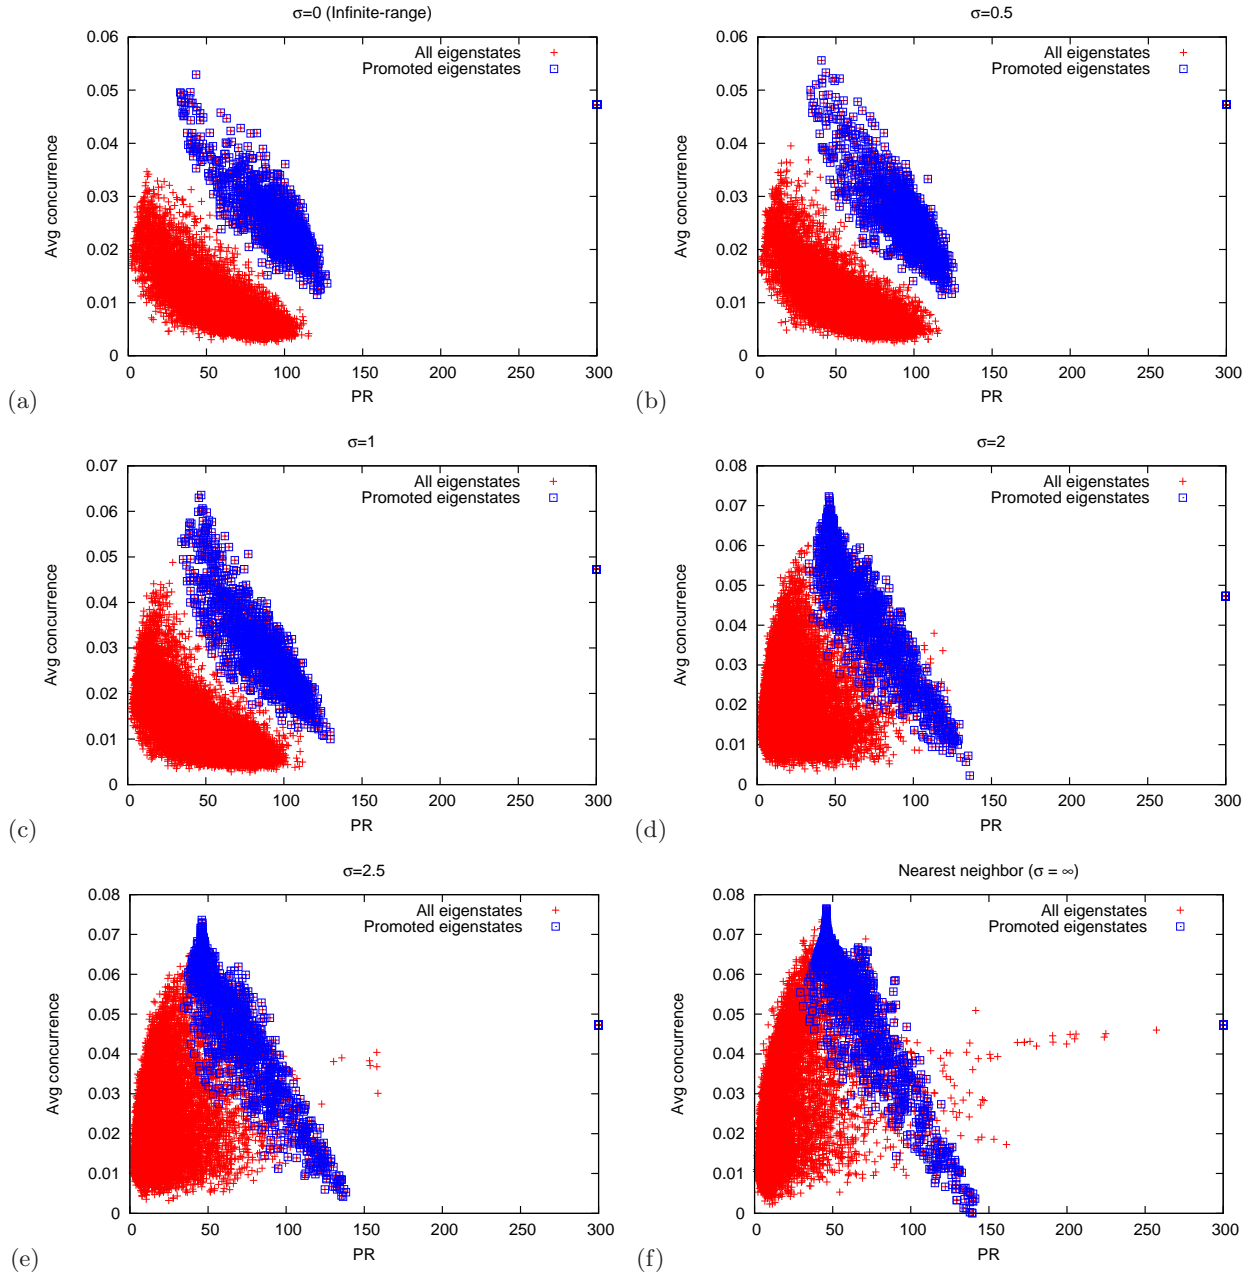 σ=0 (Infinite-range)
0.06
0.05
0.04
0.03
0.02
0.01
0
Avg concurrence
All eigenstates
Promoted eigenstates
0 50 100 150 200 250 300
PR
(a)
σ=0.5
0.06
0.05
0.04
0.03
0.02
0.01
0
Avg concurrence
All eigenstates
Promoted eigenstates
0 50 100 150 200 250 300
PR
(b)
σ=1
0.07
0.06
0.05
0.04
0.03
0.02
0.01
0
Avg concurrence
All eigenstates
Promoted eigenstates
0 50 100 150 200 250 300
PR
(c)
σ=2
0.08
0.07
0.06
0.05
0.04
0.03
0.02
0.01
0
Avg concurrence
All eigenstates
Promoted eigenstates
0 50 100 150 200 250 300
PR
(d)
σ=2.5
0.08
0.07
0.06
0.05
0.04
0.03
0.02
0.01
0
Avg concurrence
All eigenstates
Promoted eigenstates
0 50 100 150 200 250 300
PR
(e)
Nearest neighbor (σ = ∞)
0.08
0.07
0.06
0.05
0.04
0.03
0.02
0.01
0
Avg concurrence
All eigenstates
Promoted eigenstates
0 50 100 150 200 250 300
PR
(f)